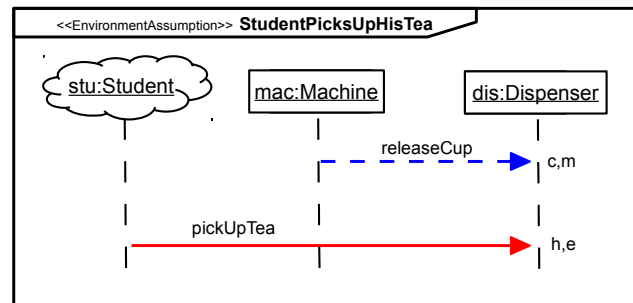 <<EnvironmentAssumption>> StudentPicksUpHisTea
stu:Student mac:Machine dis:Dispenser
releaseCup
c,m
pickUpTea
h,e